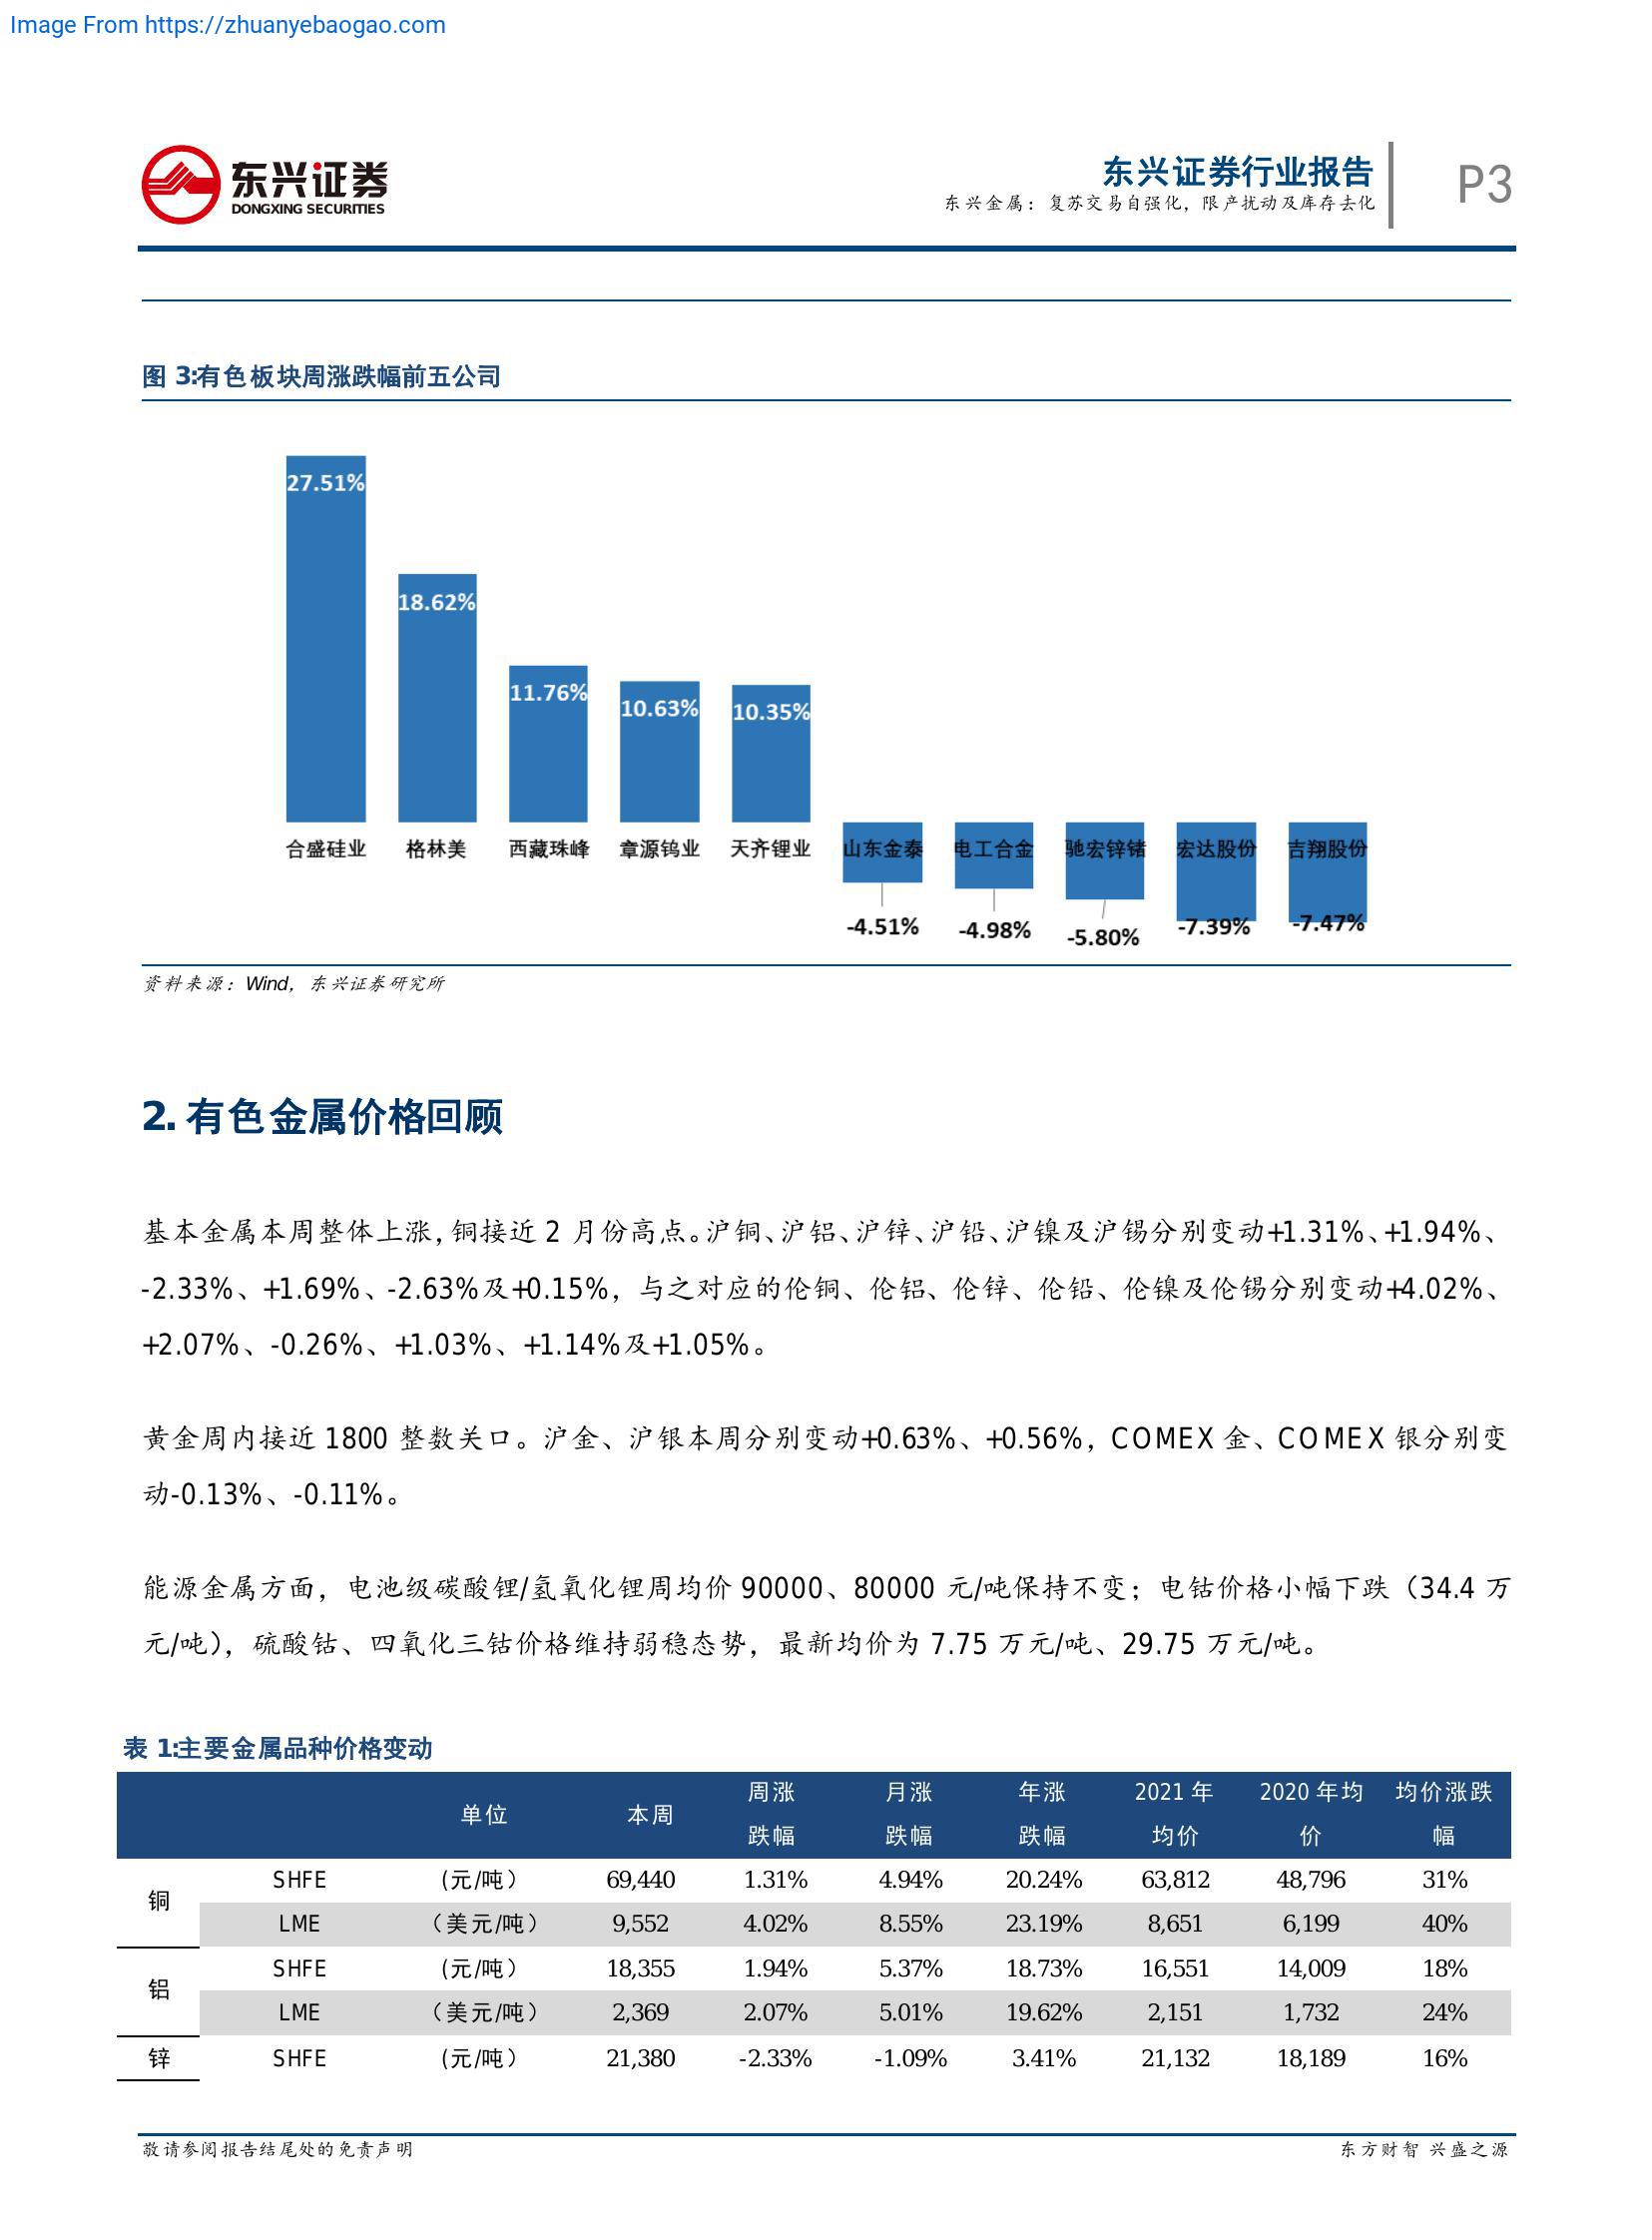 Image From https://zhuanyebaogao.com
东兴证券
DONGXING SECURITIES
东兴证券行业报告
东兴金属：复苏交易自强化，限产扰动及库存去化
P3
图 3:有色板块周涨跌幅前五公司
27.51%
18.62%
11.76%
10.63%
10.35%
合盛硅业 格林美 西藏珠峰 章源钨业 天齐锂业 山东金泰 电工合金 驰宏锌锗 宏达股份 吉翔股份
-4.51% -4.98% -5.80% -7.39% -7.47%
资料来源：Wind，东兴证券研究所
2. 有色金属价格回顾
基本金属本周整体上涨，铜接近 2 月份高点。沪铜、沪铝、沪锌、沪铅、沪镍及沪锡分别变动+1.31%、+1.94%、
-2.33%、+1.69%、-2.63%及+0.15%，与之对应的伦铜、伦铝、伦锌、伦铅、伦镍及伦锡分别变动+4.02%、
+2.07%、-0.26%、+1.03%、+1.14%及+1.05%。
黄金周内接近 1800 整数关口。沪金、沪银本周分别变动+0.63%、+0.56%，COMEX 金、COMEX 银分别变
动-0.13%、-0.11%。
能源金属方面，电池级碳酸锂/氢氧化锂周均价 90000、80000 元/吨保持不变；电钴价格小幅下跌（34.4 万
元/吨），硫酸钴、四氧化三钴价格维持弱稳态势，最新均价为 7.75 万元/吨、29.75 万元/吨。
表 1:主要金属品种价格变动
单位 本周 周涨跌幅 月涨跌幅 年涨跌幅 2021 年均价 2020 年均价 均价涨跌幅
铜 SHFE (元/吨） 69,440 1.31% 4.94% 20.24% 63,812 48,796 31%
LME （美元/吨） 9,552 4.02% 8.55% 23.19% 8,651 6,199 40%
铝 SHFE (元/吨） 18,355 1.94% 5.37% 18.73% 16,551 14,009 18%
LME （美元/吨） 2,369 2.07% 5.01% 19.62% 2,151 1,732 24%
锌 SHFE (元/吨） 21,380 -2.33% -1.09% 3.41% 21,132 18,189 16%
敬请参阅报告结尾处的免责声明
东方财智 兴盛之源